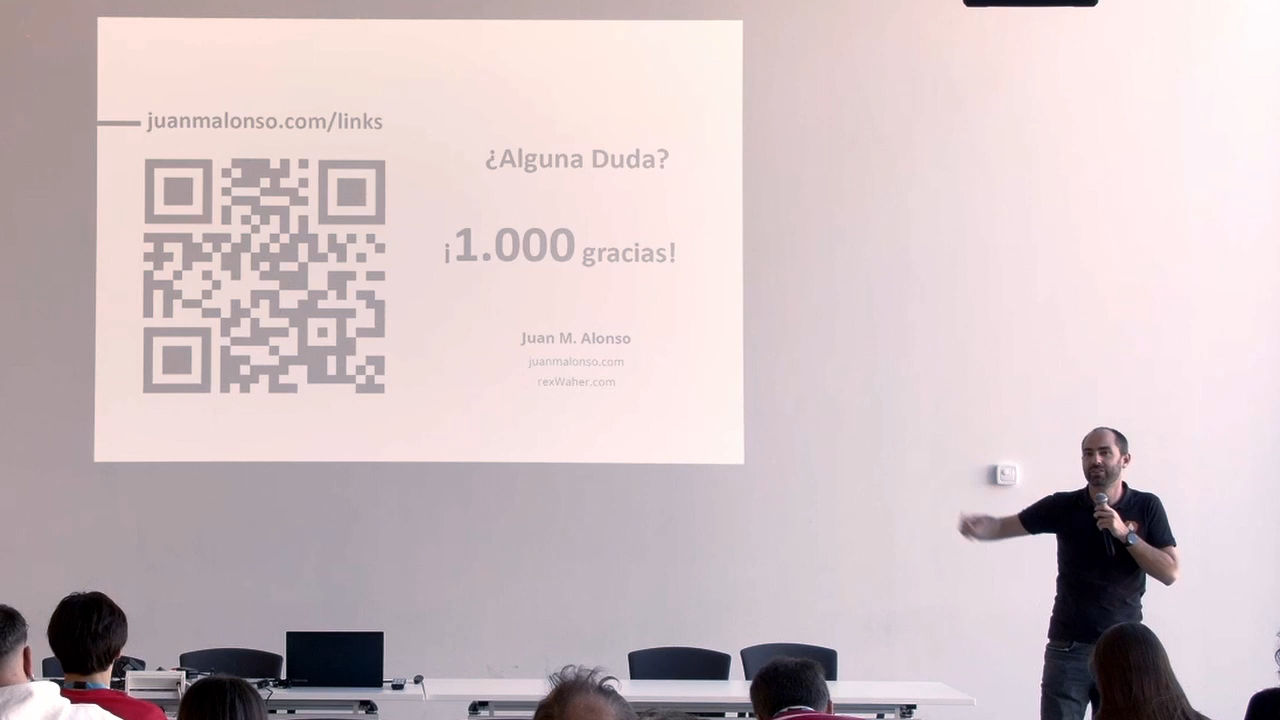 juanmalonso.com/links
¿Alguna Duda?
¡1.000 gracias!
Juan M. Alonso
juanmalonso.com
rexWaher.com